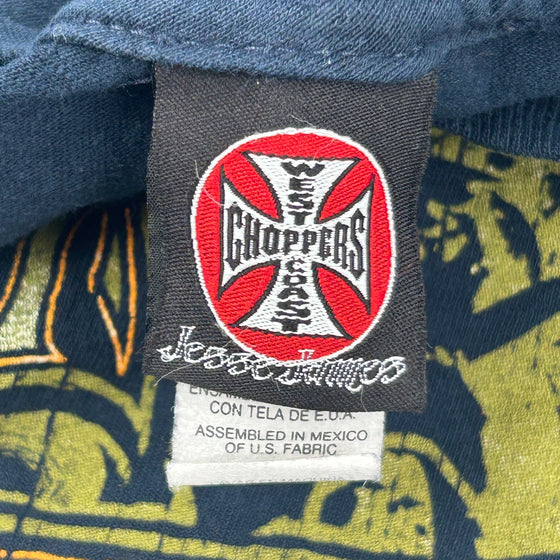 WEST
CHOPPERS
COAST
Jesse James
CON TELA DE E.U.A.
ASSEMBLED IN MEXICO
OF U.S. FABRIC